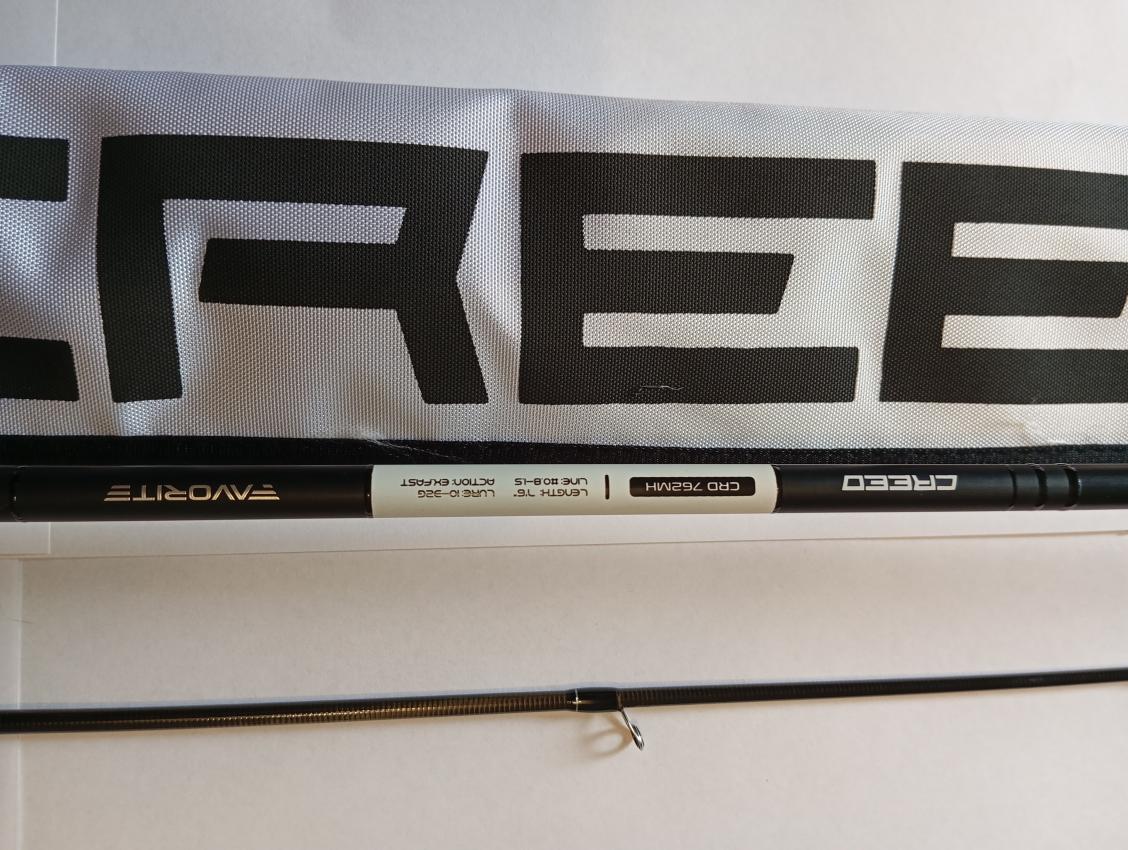 CREE
CREED
CRD 762MH | LENGTH: 7'6" LURE: 10-32G
LINE: #0.8-1.5 ACTION: EX.FAST
FAVORITE